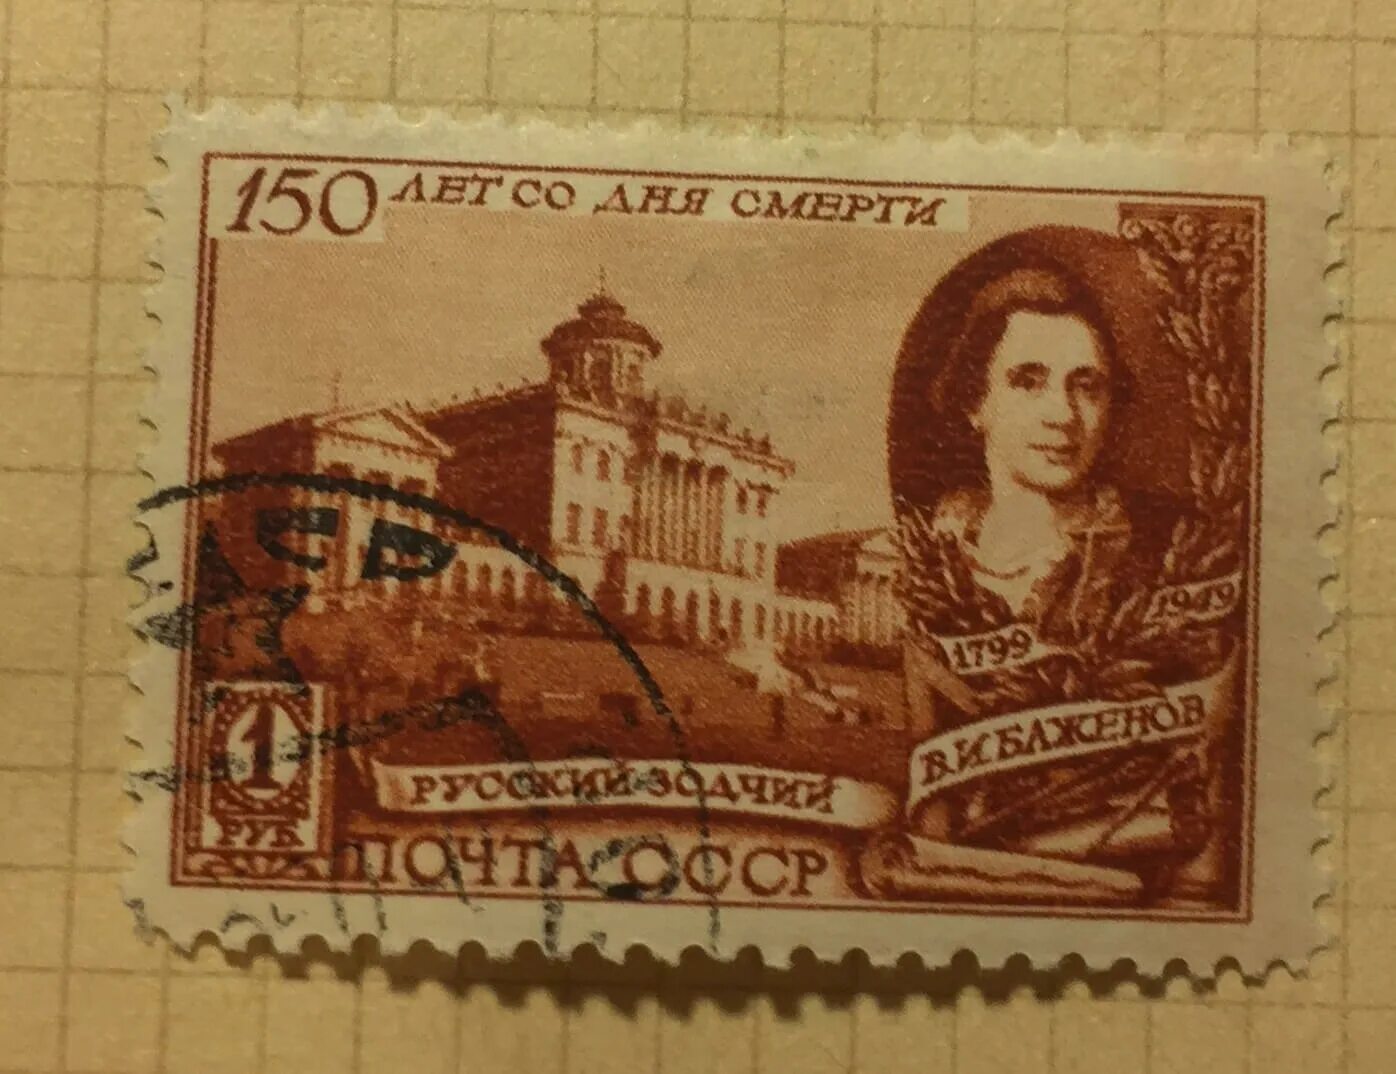 150 ЛЕТ СО ДНЯ СМЕРТИ
1799
1949
В.И.БАЖЕНОВ
РУССКИЙ ЗОДЧИЙ
1
РУБ
ПОЧТА СССР